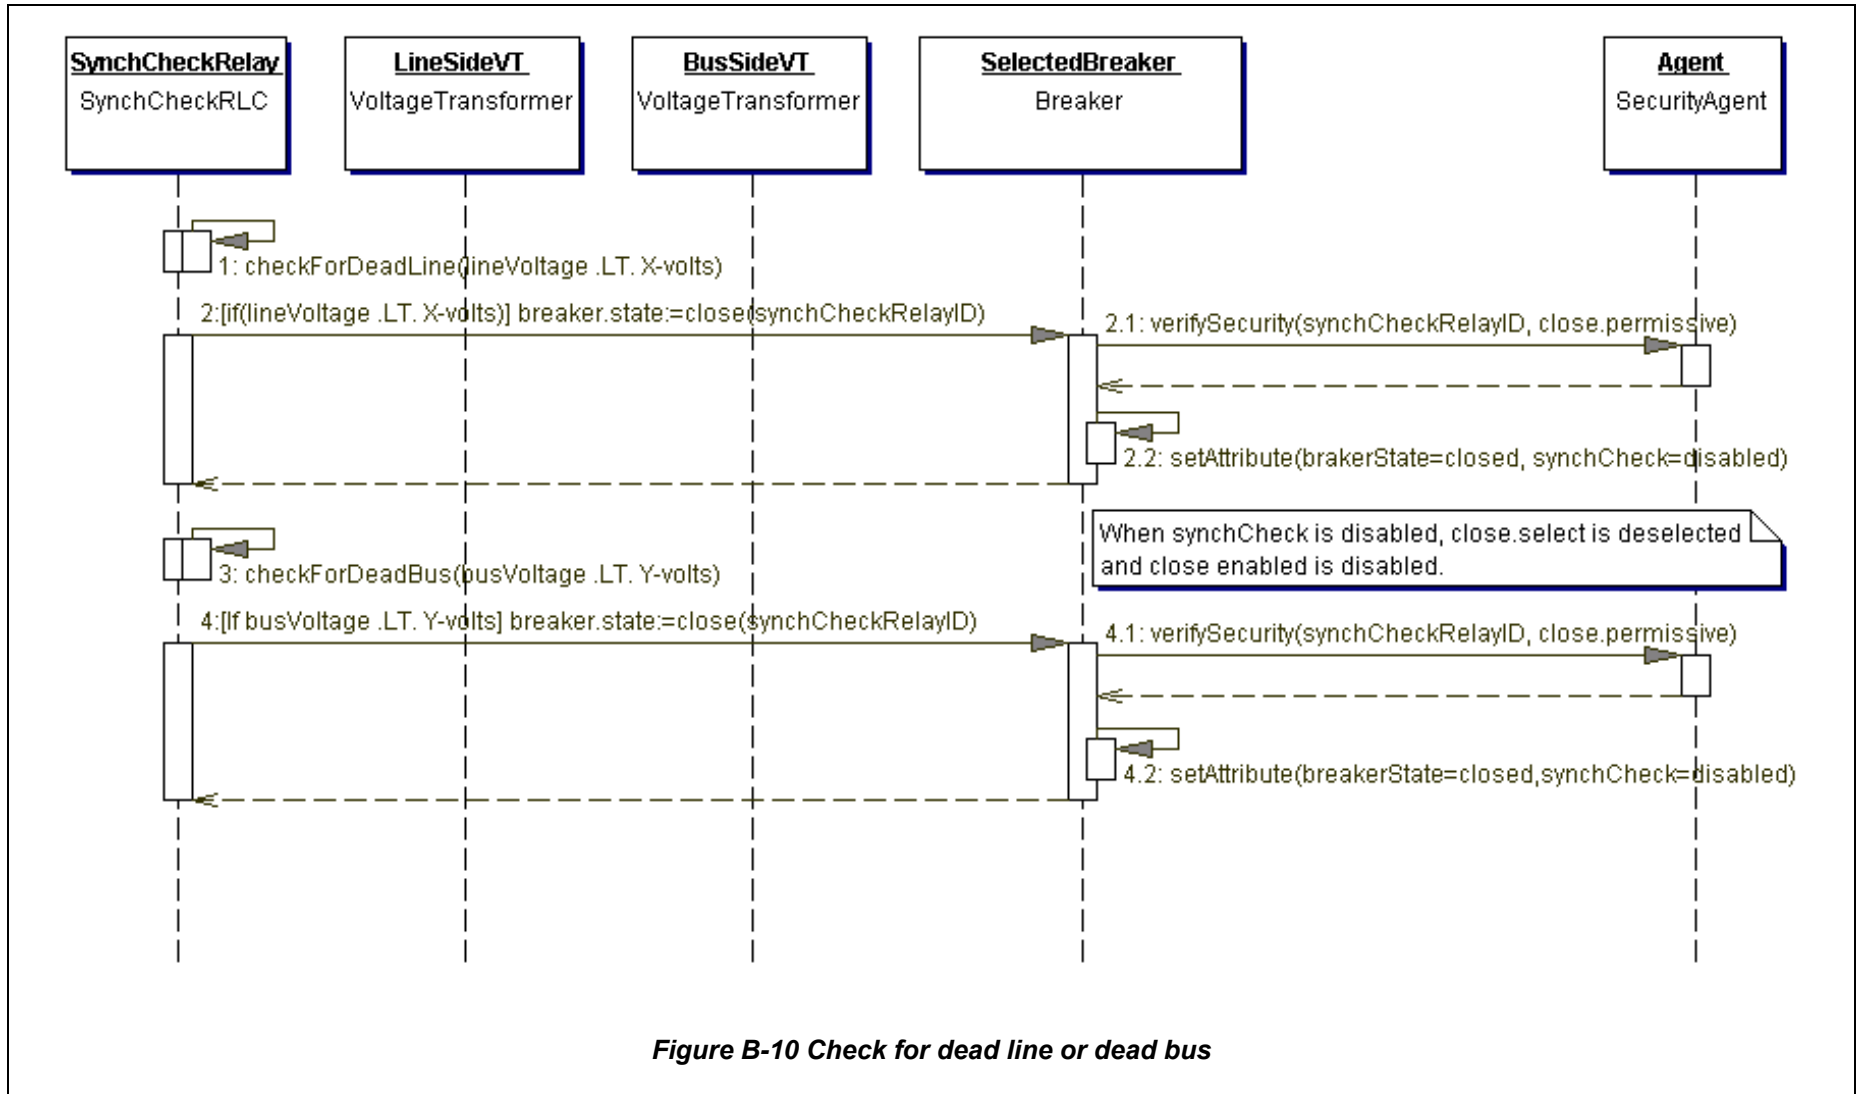 SynchCheckRelay
SynchCheckRLC
LineSideVT
VoltageTransformer
BusSideVT
VoltageTransformer
SelectedBreaker
Breaker
Agent
SecurityAgent
1: checkForDeadLine(lineVoltage .LT. X-volts)
2:[if(lineVoltage .LT. X-volts)] breaker.state:=close(synchCheckRelayID)
2.1: verifySecurity(synchCheckRelayID, close.permissive)
2.2: setAttribute(brakerState=closed, synchCheck=disabled)
When synchCheck is disabled, close.select is deselected
and close enabled is disabled.
3: checkForDeadBus(busVoltage .LT. Y-volts)
4:[If busVoltage .LT. Y-volts] breaker.state:=close(synchCheckRelayID)
4.1: verifySecurity(synchCheckRelayID, close.permissive)
4.2: setAttribute(breakerState=closed,synchCheck=disabled)
Figure B-10 Check for dead line or dead bus